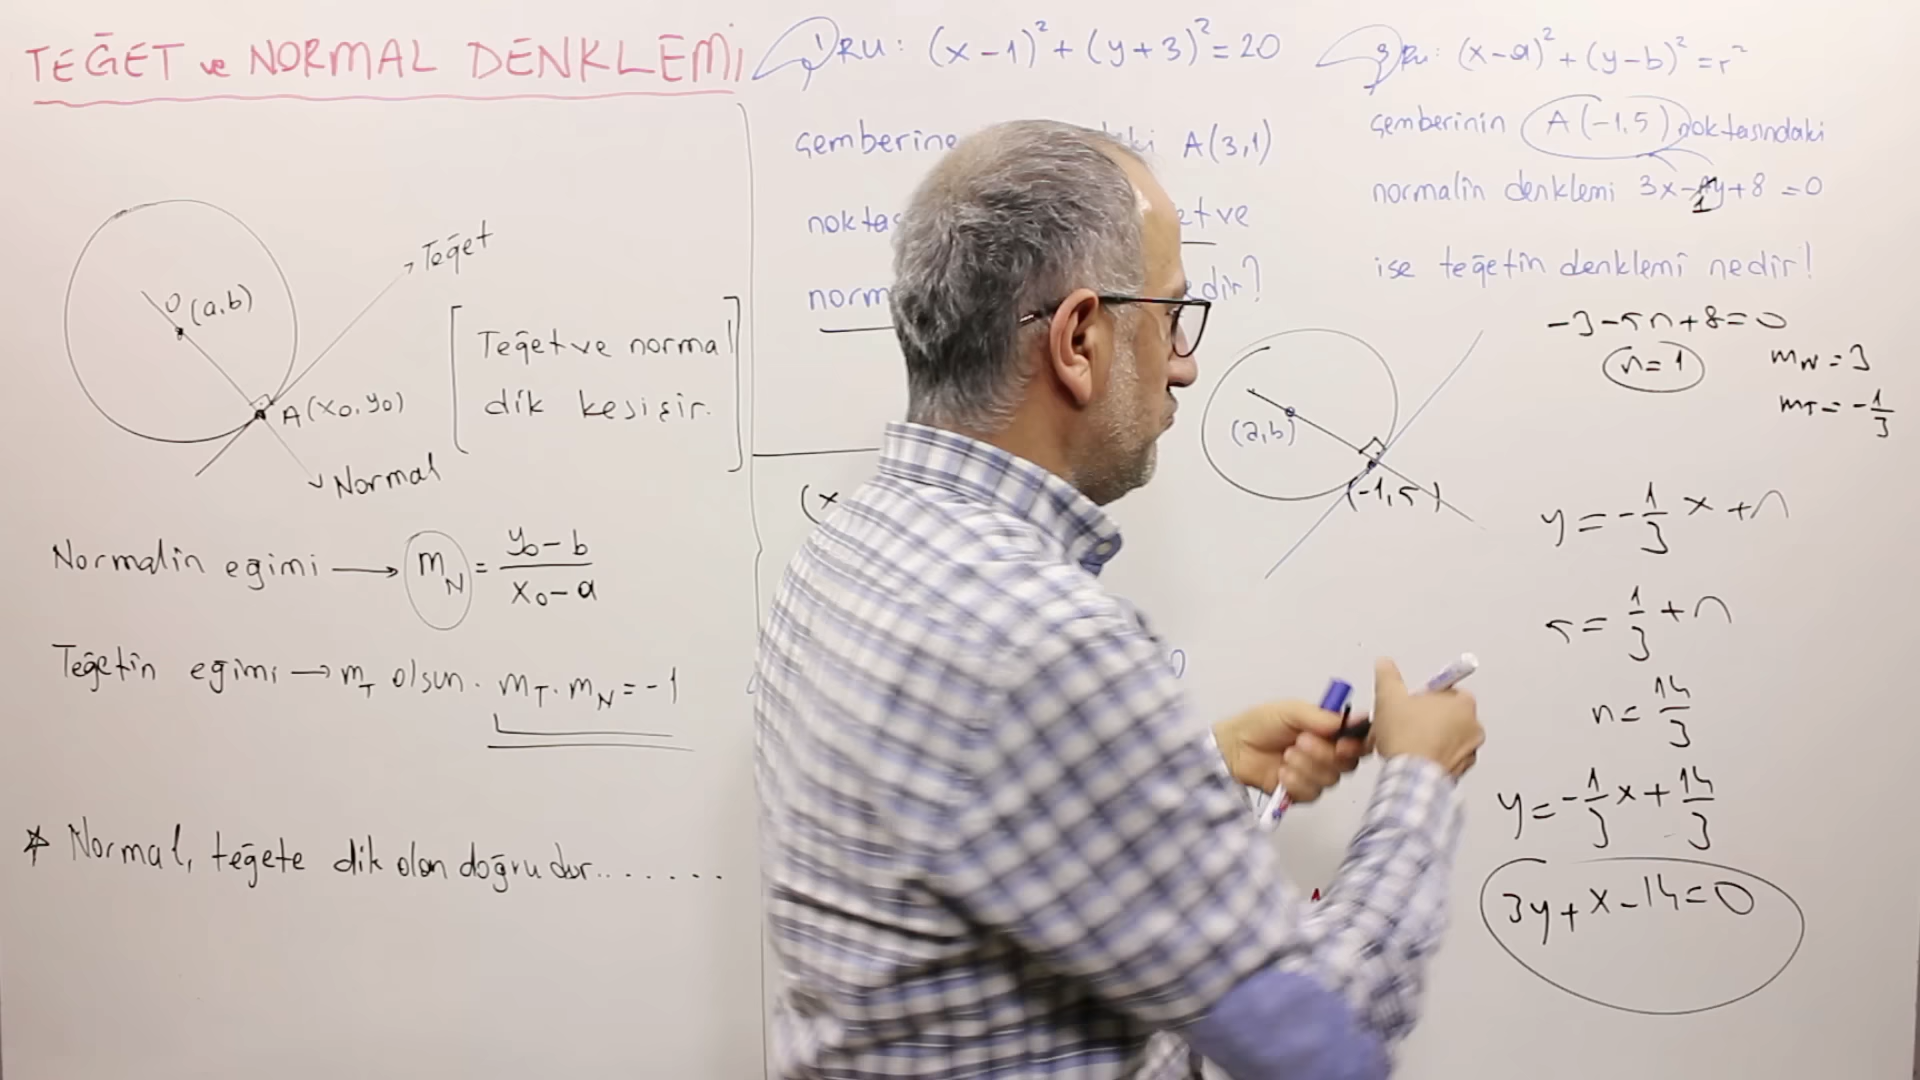 TEĞET ve NORMAL DENKLEMİ
O (a,b)
Teğet
A(x₀,y₀)
Normal
Teğet ve normal
dik kesişir.
Normalin eğimi → m_N = (y₀-b)/(x₀-a)
Teğetin eğimi → m_T olsun. m_T . m_N = -1
* Normal, teğete dik olan doğrudur.......
RU: (x-1)²+(y+3)²=20
çemberine A(3,1)
normalin
(x
RU: (x-a)²+(y-b)²=r²
çemberinin A(-1,5) noktasındaki
normalin denklemi 3x-ny+8=0
1
ise teğetin denklemi nedir!
-3-5n+8=0
n=1
m_N=3
m_T=-1/3
(a,b)
(-1,5)
y=-1/3 x+n
5=1/3+n
n=14/3
y=-1/3 x+14/3
3y+x-14=0